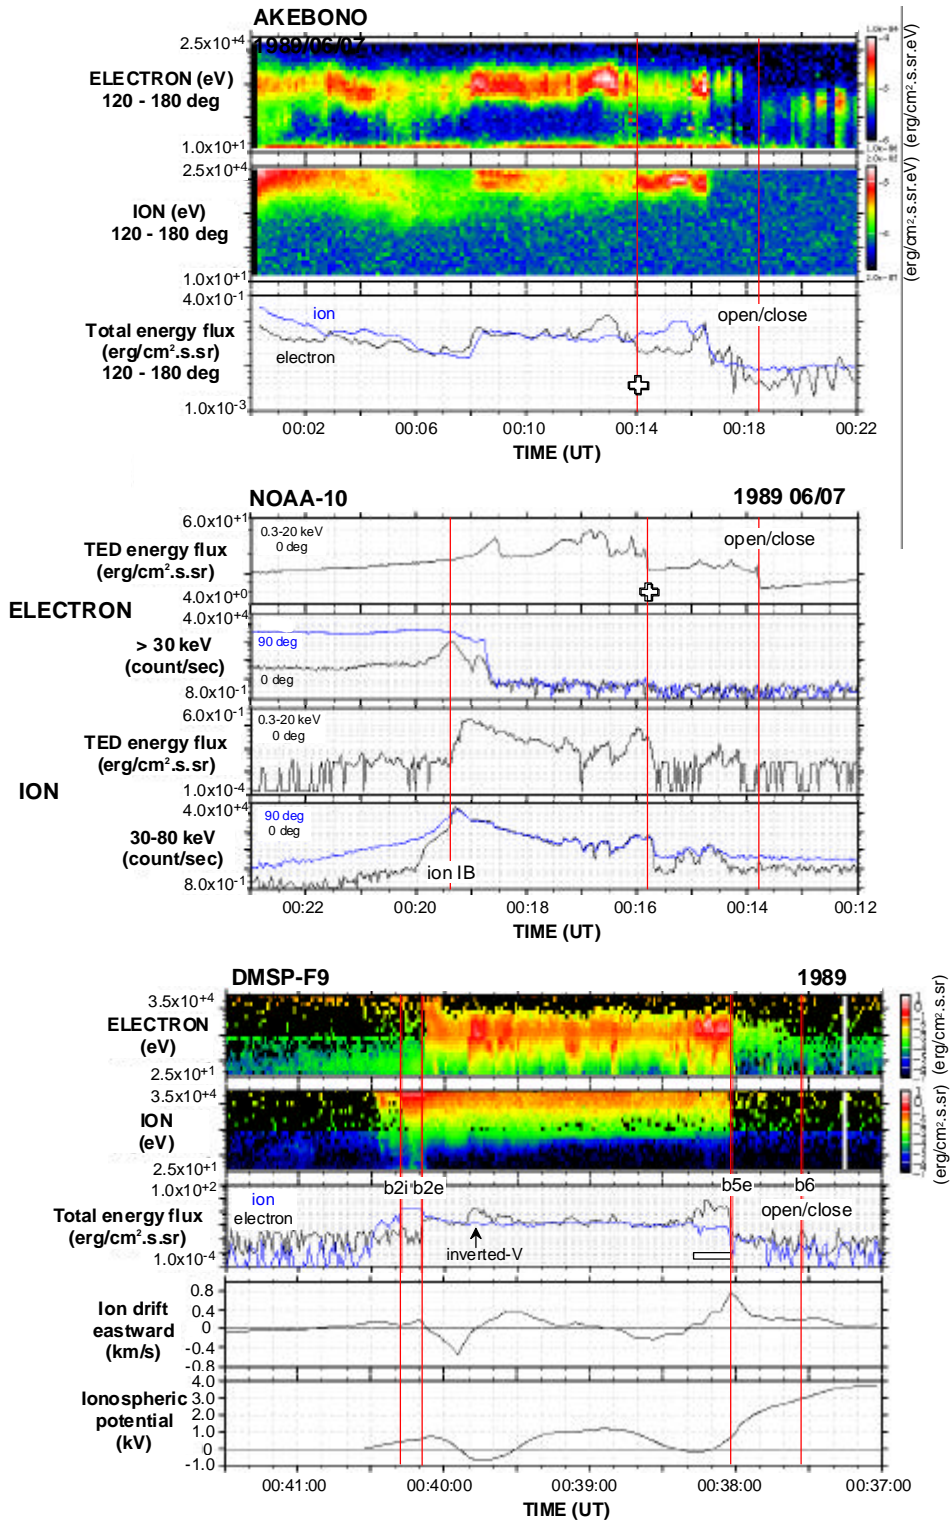 AKEBONO
1989/06/07
2.5x10+4
ELECTRON (eV)
120 - 180 deg
1.0x10+1
(erg/cm2.s.sr.eV)
2.5x10+4
ION (eV)
120 - 180 deg
1.0x10+1
(erg/cm2.s.sr.eV)
4.0x10-1
ion
open/close
Total energy flux
(erg/cm2.s.sr)
120 - 180 deg
electron
1.0x10-3
00:02 00:06 00:10 00:14 00:18 00:22
TIME (UT)
NOAA-10 1989 06/07
6.0x10+1
0.3-20 keV
0 deg
TED energy flux
(erg/cm2.s.sr)
open/close
4.0x10+0
ELECTRON
4.0x10+4
90 deg
> 30 keV
(count/sec)
0 deg
8.0x10-1
6.0x10-1
0.3-20 keV
0 deg
TED energy flux
(erg/cm2.s.sr)
1.0x10-4
ION
4.0x10+4
90 deg
0 deg
30-80 keV
(count/sec)
ion IB
8.0x10-1
00:22 00:20 00:18 00:16 00:14 00:12
TIME (UT)
DMSP-F9 1989
3.5x10+4
ELECTRON
(eV)
2.5x10+1
(erg/cm2.s.sr)
3.5x10+4
ION
(eV)
2.5x10+1
(erg/cm2.s.sr)
b2i b2e b5e b6
1.0x10+2
ion
electron
Total energy flux
(erg/cm2.s.sr)
open/close
inverted-V
1.0x10-4
0.8
0.4
0
-0.4
-0.8
Ion drift
eastward
(km/s)
4.0
3.0
2.0
1.0
0
-1.0
Ionospheric
potential
(kV)
00:41:00 00:40:00 00:39:00 00:38:00 00:37:00
TIME (UT)